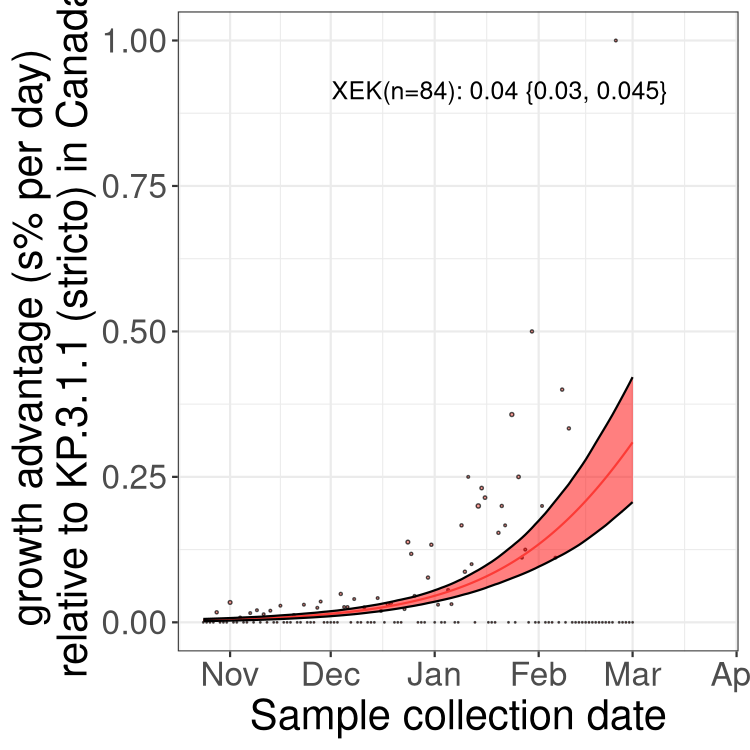 growth advantage (s% per day)
relative to KP.3.1.1 (stricto) in Canada
1.00
XEK(n=84): 0.04 {0.03, 0.045}
0.75
0.50
0.25
0.00
Nov Dec Jan Feb Mar Ap
Sample collection date